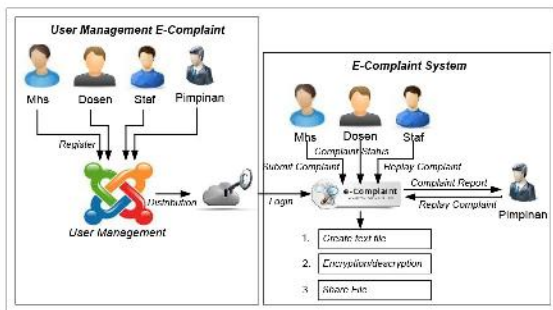 User Management E-Complaint
Mhs
Dosen
Staf
Pimpinan
Register
User Management
Distribution
E-Complaint System
Mhs
Dosen
Staf
Complaint Status
Submit Complaint
Replay Complaint
Login
e-Complaint
Complaint Report
Replay Complaint
Pimpinan
1. Create text file
2. Encryption/deacryption
3. Share File